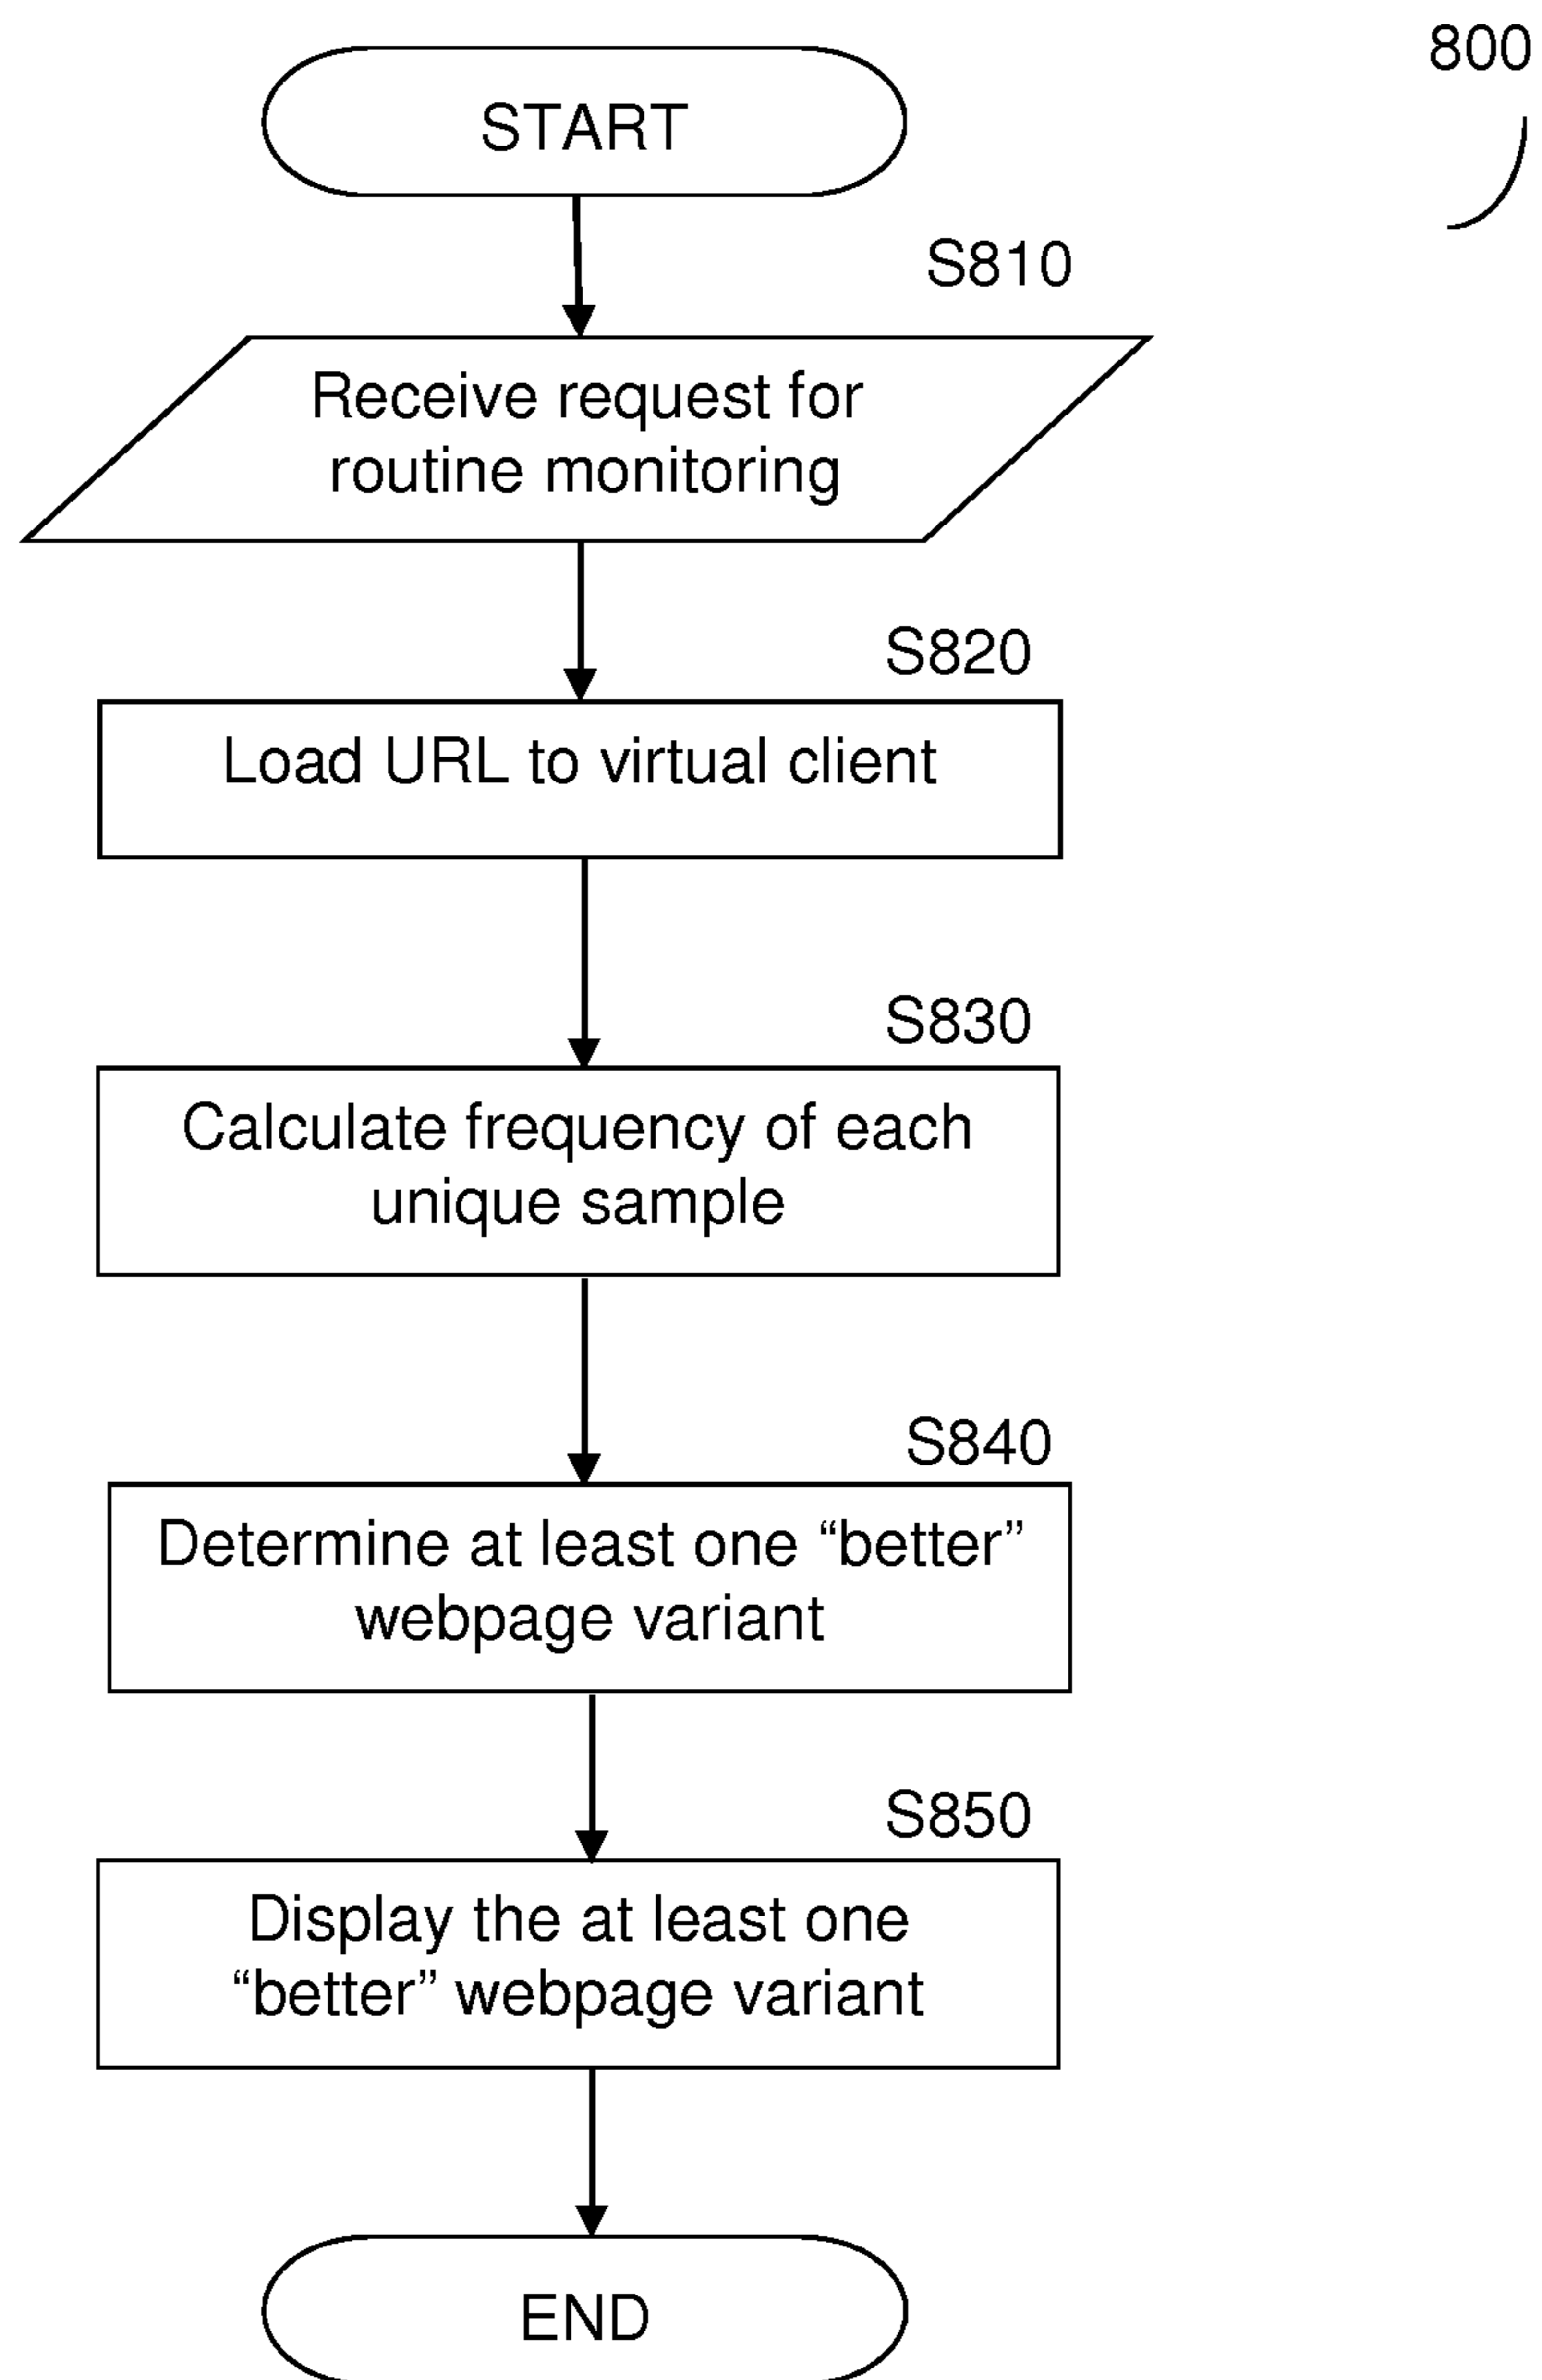 800
START
S810
Receive request for
routine monitoring
S820
Load URL to virtual client
S830
Calculate frequency of each
unique sample
S840
Determine at least one “better”
webpage variant
S850
Display the at least one
“better” webpage variant
END